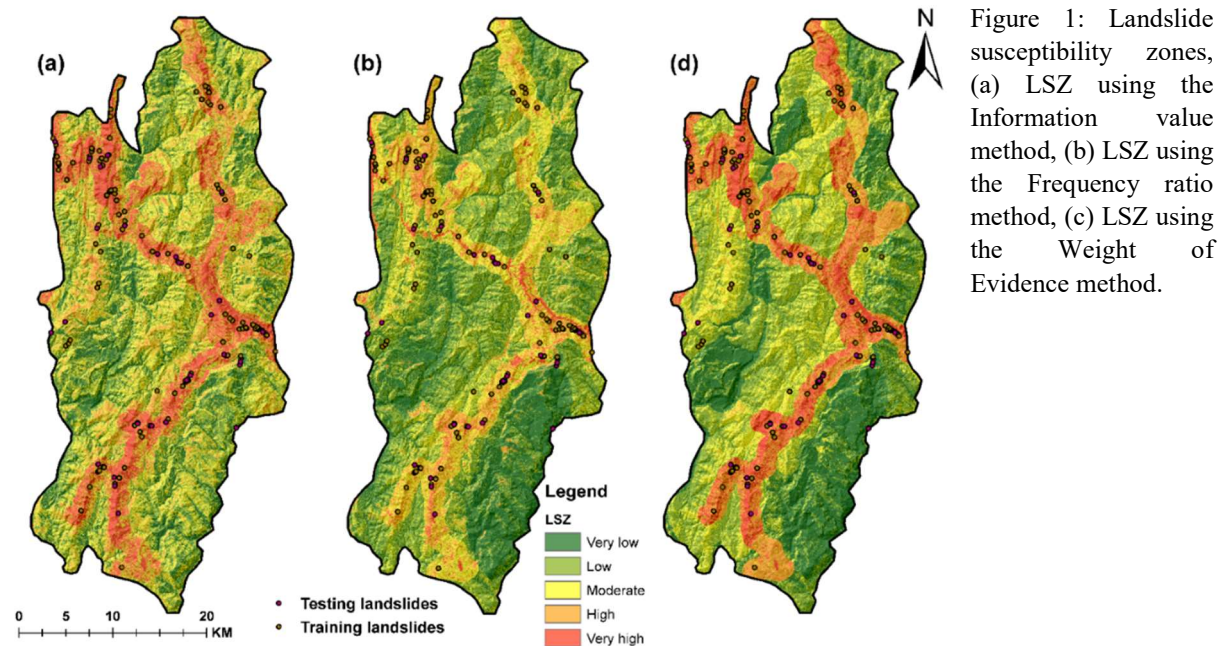 (a)
(b)
(d)
N
Figure 1: Landslide
susceptibility zones,
(a) LSZ using the
Information value
method, (b) LSZ using
the Frequency ratio
method, (c) LSZ using
the Weight of
Evidence method.
Legend
LSZ
Very low
Low
Moderate
High
Very high
Testing landslides
Training landslides
0 5 10 20
KM